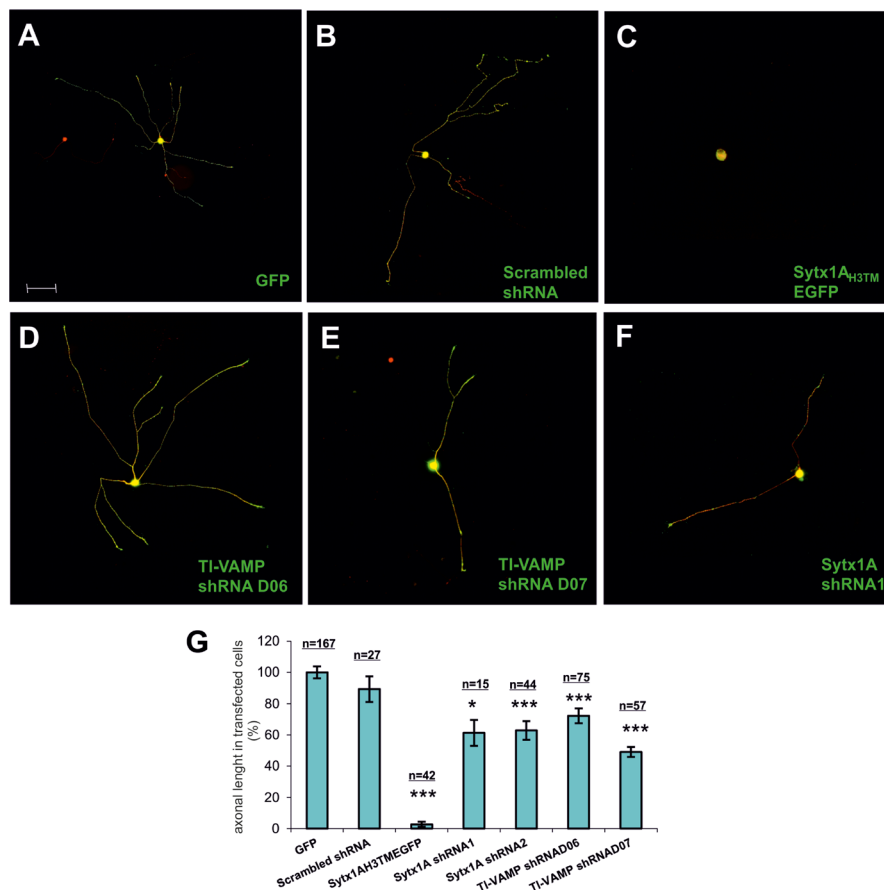 A
GFP
B
Scrambled
shRNA
C
Sytx1AH3TM
EGFP
D
TI-VAMP
shRNA D06
E
TI-VAMP
shRNA D07
F
Sytx1A
shRNA1
G
axonal lenght in transfected cells
(%)
120
100
80
60
40
20
0
n=167
n=27
n=42
***
n=15
*
n=44
***
n=75
***
n=57
***
GFP
Scrambled shRNA
Sytx1AH3TMEGFP
Sytx1A shRNA1
Sytx1A shRNA2
TI-VAMP shRNAD06
TI-VAMP shRNAD07